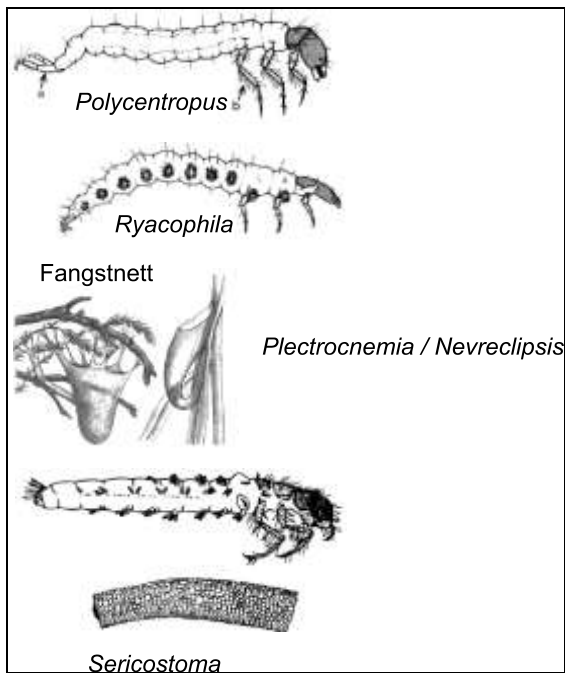 Polycentropus
Ryacophila
Fangstnett
Plectrocnemia / Nevreclipsis
Sericostoma